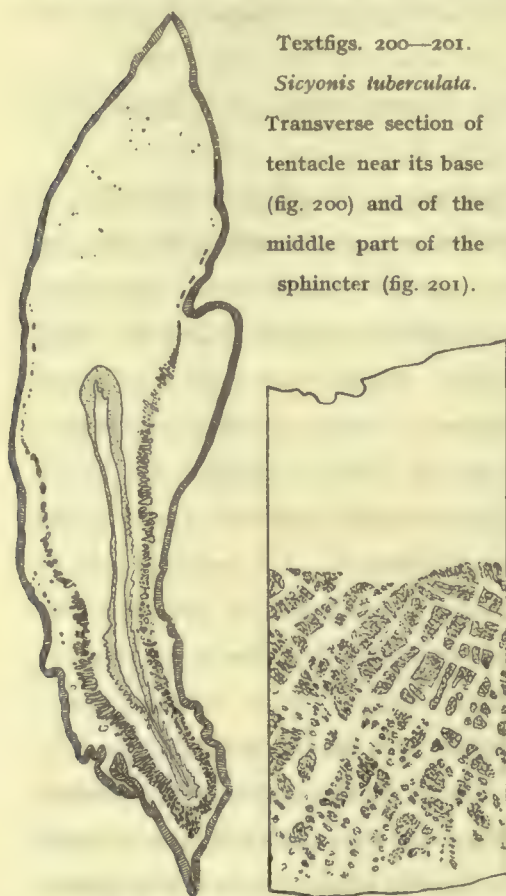 Textfigs. 200—201.
Sicyonis tuberculata.
Transverse section of
tentacle near its base
(fig. 200) and of the
middle part of the
sphincter (fig. 201).